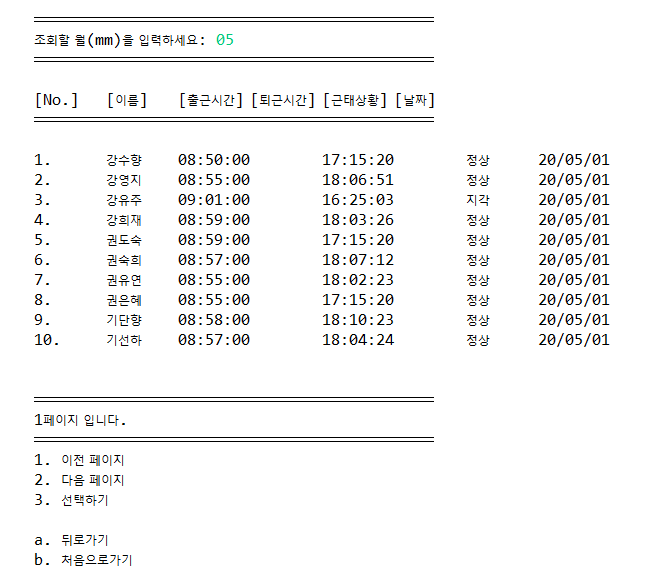 조회할 월(mm)을 입력하세요: 05
[No.] [이름] [출근시간] [퇴근시간] [근태상황] [날짜]
1. 강수향 08:50:00 17:15:20 정상 20/05/01
2. 강영지 08:55:00 18:06:51 정상 20/05/01
3. 강유주 09:01:00 16:25:03 지각 20/05/01
4. 강희재 08:59:00 18:03:26 정상 20/05/01
5. 권도숙 08:59:00 17:15:20 정상 20/05/01
6. 권숙희 08:57:00 18:07:12 정상 20/05/01
7. 권유연 08:55:00 18:02:23 정상 20/05/01
8. 권은혜 08:55:00 17:15:20 정상 20/05/01
9. 기단향 08:58:00 18:10:23 정상 20/05/01
10. 기선하 08:57:00 18:04:24 정상 20/05/01
1페이지 입니다.
1. 이전 페이지
2. 다음 페이지
3. 선택하기
a. 뒤로가기
b. 처음으로가기